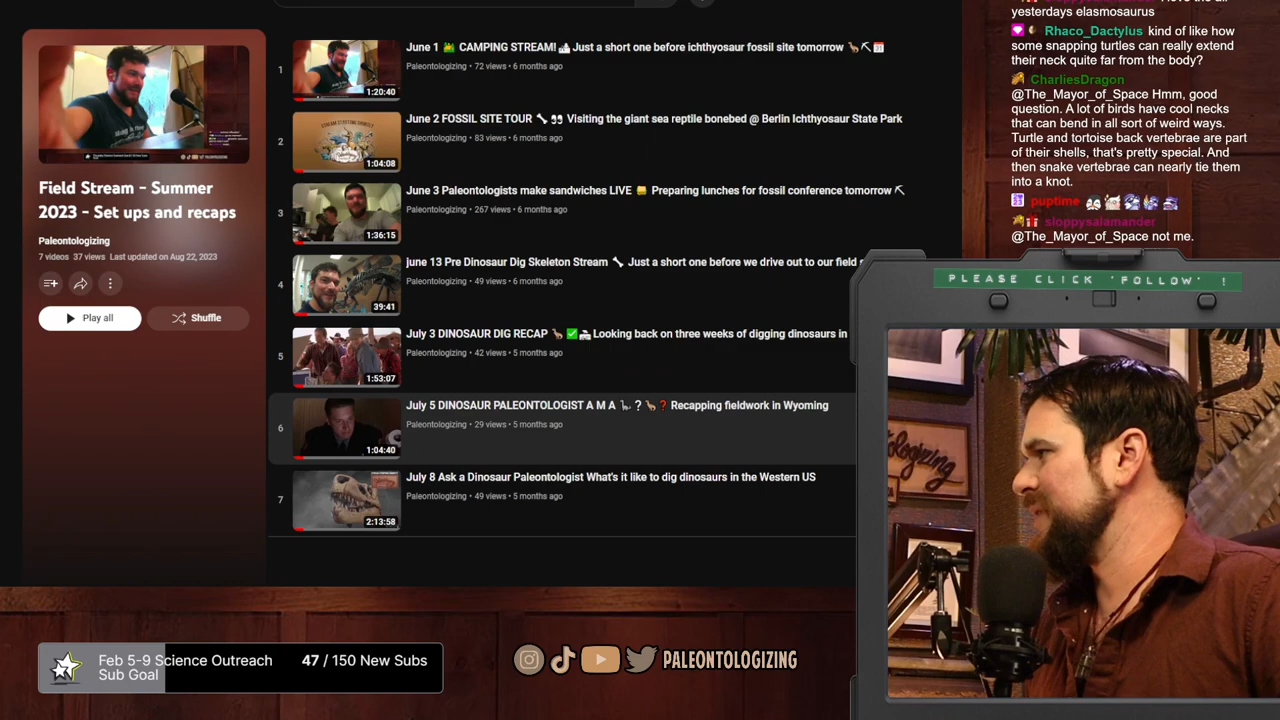 Field Stream - Summer
2023 - Set ups and recaps
Paleontologizing
7 videos 37 views Last updated on Aug 22, 2023
Play all
Shuffle
1
1:20:40
June 1 CAMPING STREAM! Just a short one before ichthyosaur fossil site tomorrow
Paleontologizing • 72 views • 6 months ago
2
1:04:08
June 2 FOSSIL SITE TOUR Visiting the giant sea reptile bonebed @ Berlin Ichthyosaur State Park
Paleontologizing • 83 views • 6 months ago
3
1:36:15
June 3 Paleontologists make sandwiches LIVE Preparing lunches for fossil conference tomorrow
Paleontologizing • 267 views • 6 months ago
4
39:41
june 13 Pre Dinosaur Dig Skeleton Stream Just a short one before we drive out to our field
Paleontologizing • 49 views • 6 months ago
5
1:53:07
July 3 DINOSAUR DIG RECAP Looking back on three weeks of digging dinosaurs in
Paleontologizing • 42 views • 5 months ago
6
1:04:40
July 5 DINOSAUR PALEONTOLOGIST A M A ? Recapping fieldwork in Wyoming
Paleontologizing • 29 views • 5 months ago
7
2:13:58
July 8 Ask a Dinosaur Paleontologist What's it like to dig dinosaurs in the Western US
Paleontologizing • 49 views • 5 months ago
yesterdays elasmosaurus
Rhaco_Dactylus kind of like how
some snapping turtles can really extend
their neck quite far from the body?
CharliesDragon
@The_Mayor_of_Space Hmm, good
question. A lot of birds have cool necks
that can bend in all sort of weird ways.
Turtle and tortoise back vertebrae are part
of their shells, that's pretty special. And
then snake vertebrae can nearly tie them
into a knot.
puptime
sloppysalamander
@The_Mayor_of_Space not me.
PLEASE CLICK 'FOLLOW' !
Feb 5-9 Science Outreach
Sub Goal
47 / 150 New Subs
PALEONTOLOGIZING